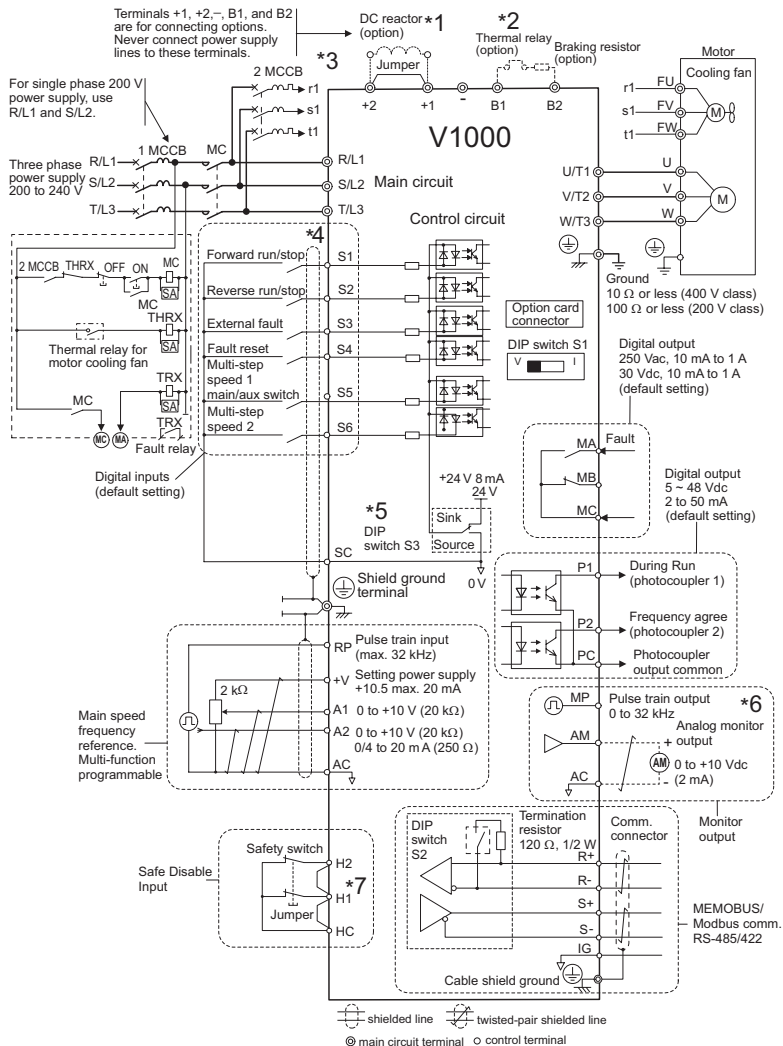 Terminals +1, +2,–, B1, and B2
are for connecting options.
Never connect power supply
lines to these terminals.
DC reactor *1
(option)
Jumper
*2
Thermal relay
(option)
Braking resistor
(option)
*3
2 MCCB
r1
s1
t1
+2
+1
-
B1
B2
Motor
Cooling fan
r1
FU
s1
FV
t1
FW
M
For single phase 200 V
power supply, use
R/L1 and S/L2.
V1000
1 MCCB
MC
Three phase
power supply
200 to 240 V
R/L1
S/L2
T/L3
R/L1
S/L2
T/L3
Main circuit
U/T1
V/T2
W/T3
U
V
W
M
Control circuit
Ground
10 Ω or less (400 V class)
100 Ω or less (200 V class)
*4
2 MCCB
THRX
OFF
ON
MC
SA
MC
THRX
SA
Thermal relay for
motor cooling fan
TRX
SA
MC
MC
MA
TRX
Fault relay
Forward run/stop
S1
Reverse run/stop
S2
External fault
S3
Fault reset
S4
Multi-step
speed 1
main/aux switch
S5
Multi-step
speed 2
S6
Digital inputs
(default setting)
Option card
connector
DIP switch S1
V
I
Digital output
250 Vac, 10 mA to 1 A
30 Vdc, 10 mA to 1 A
(default setting)
MA
Fault
MB
MC
+24 V 8 mA
24 V
*5
DIP
switch S3
Sink
Source
SC
0 V
Digital output
5 ~ 48 Vdc
2 to 50 mA
(default setting)
P1
During Run
(photocoupler 1)
P2
Frequency agree
(photocoupler 2)
PC
Photocoupler
output common
Shield ground
terminal
RP
Pulse train input
(max. 32 kHz)
+V
Setting power supply
+10.5 max. 20 mA
2 kΩ
A1
0 to +10 V (20 kΩ)
A2
0 to +10 V (20 kΩ)
0/4 to 20 mA (250 Ω)
AC
Main speed
frequency
reference.
Multi-function
programmable
MP
Pulse train output
0 to 32 kHz
*6
AM
Analog monitor
output
+
AM
0 to +10 Vdc
(2 mA)
-
AC
Monitor
output
Safe Disable
Input
Safety switch
H2
*7
H1
Jumper
HC
DIP
switch
S2
Termination
resistor
120 Ω, 1/2 W
Comm.
connector
R+
R-
S+
S-
IG
Cable shield ground
MEMOBUS/
Modbus comm.
RS-485/422
shielded line
twisted-pair shielded line
main circuit terminal
control terminal